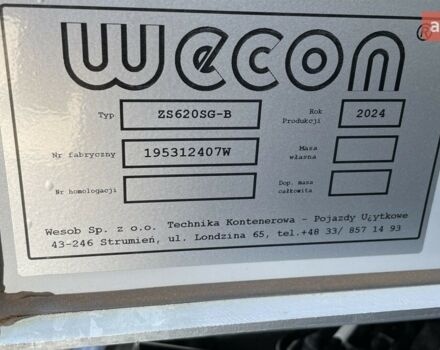 wecon
®
Typ ZS620SG-B Rok Produkcji 2024
Nr fabryczny 195312407W Masa własna
Nr homologacji Dop. masa całkowita
Wesob Sp. z o.o. Technika Kontenerowa - Pojazdy U¿ytkowe
43-246 Strumień, ul. Londzina 65, tel.+48 33/ 857 14 93